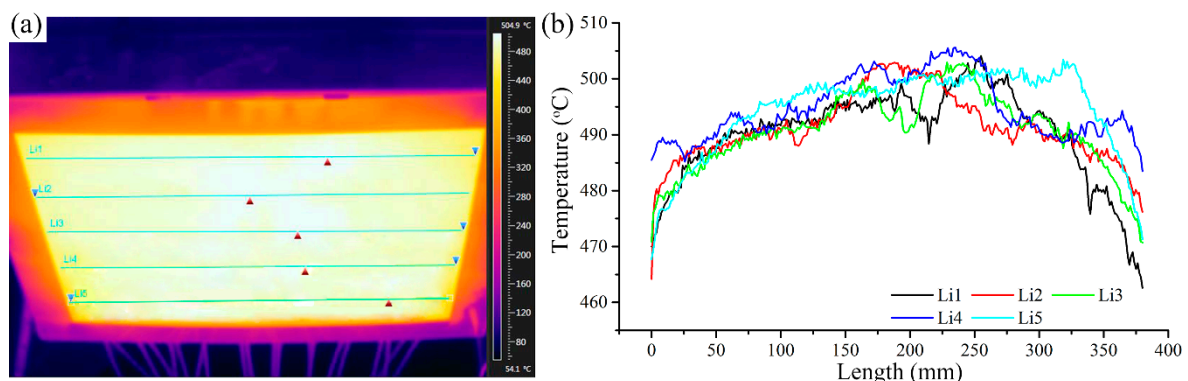 (a)
504.9 °C
480
440
400
360
320
280
240
200
160
120
80
54.1 °C
Li1
Li2
Li3
Li4
Li5
(b)
Temperature (°C)
500
490
480
470
460
0
50
100
150
200
250
300
350
400
Length (mm)
Li1
Li2
Li3
Li4
Li5